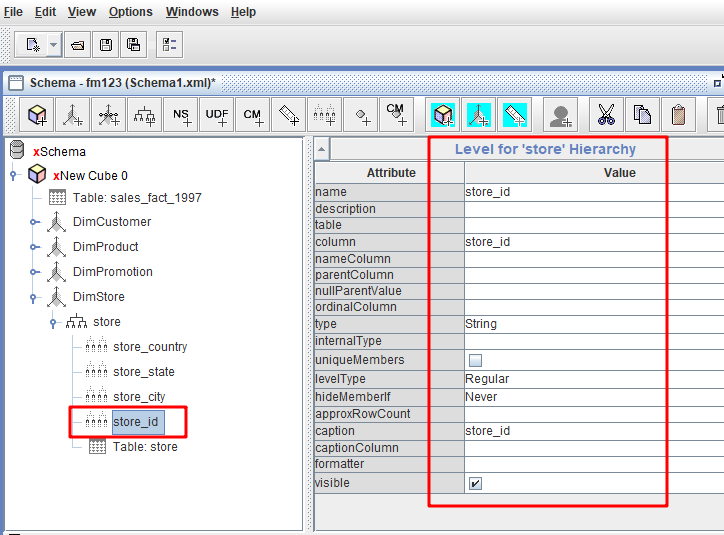 File Edit View Options Windows Help
Schema - fm123 (Schema1.xml)*
NS UDF CM CM
xSchema
xNew Cube 0
Table: sales_fact_1997
DimCustomer
DimProduct
DimPromotion
DimStore
store
store_country
store_state
store_city
store_id
Table: store
Level for 'store' Hierarchy
Attribute Value
name store_id
description
table
column store_id
nameColumn
parentColumn
nullParentValue
ordinalColumn
type String
internalType
uniqueMembers
levelType Regular
hideMemberIf Never
approxRowCount
caption store_id
captionColumn
formatter
visible